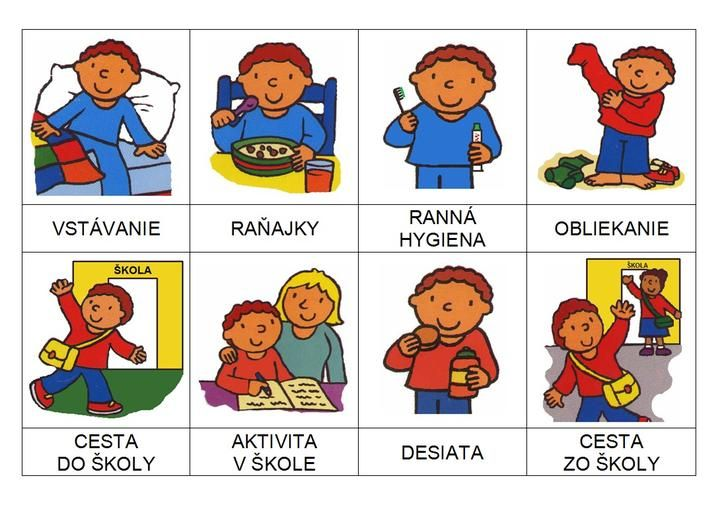 VSTÁVANIE
RAŇAJKY
RANNÁ
HYGIENA
OBLIEKANIE
ŠKOLA
ŠKOLA
CESTA
DO ŠKOLY
AKTIVITA
V ŠKOLE
DESIATA
CESTA
ZO ŠKOLY